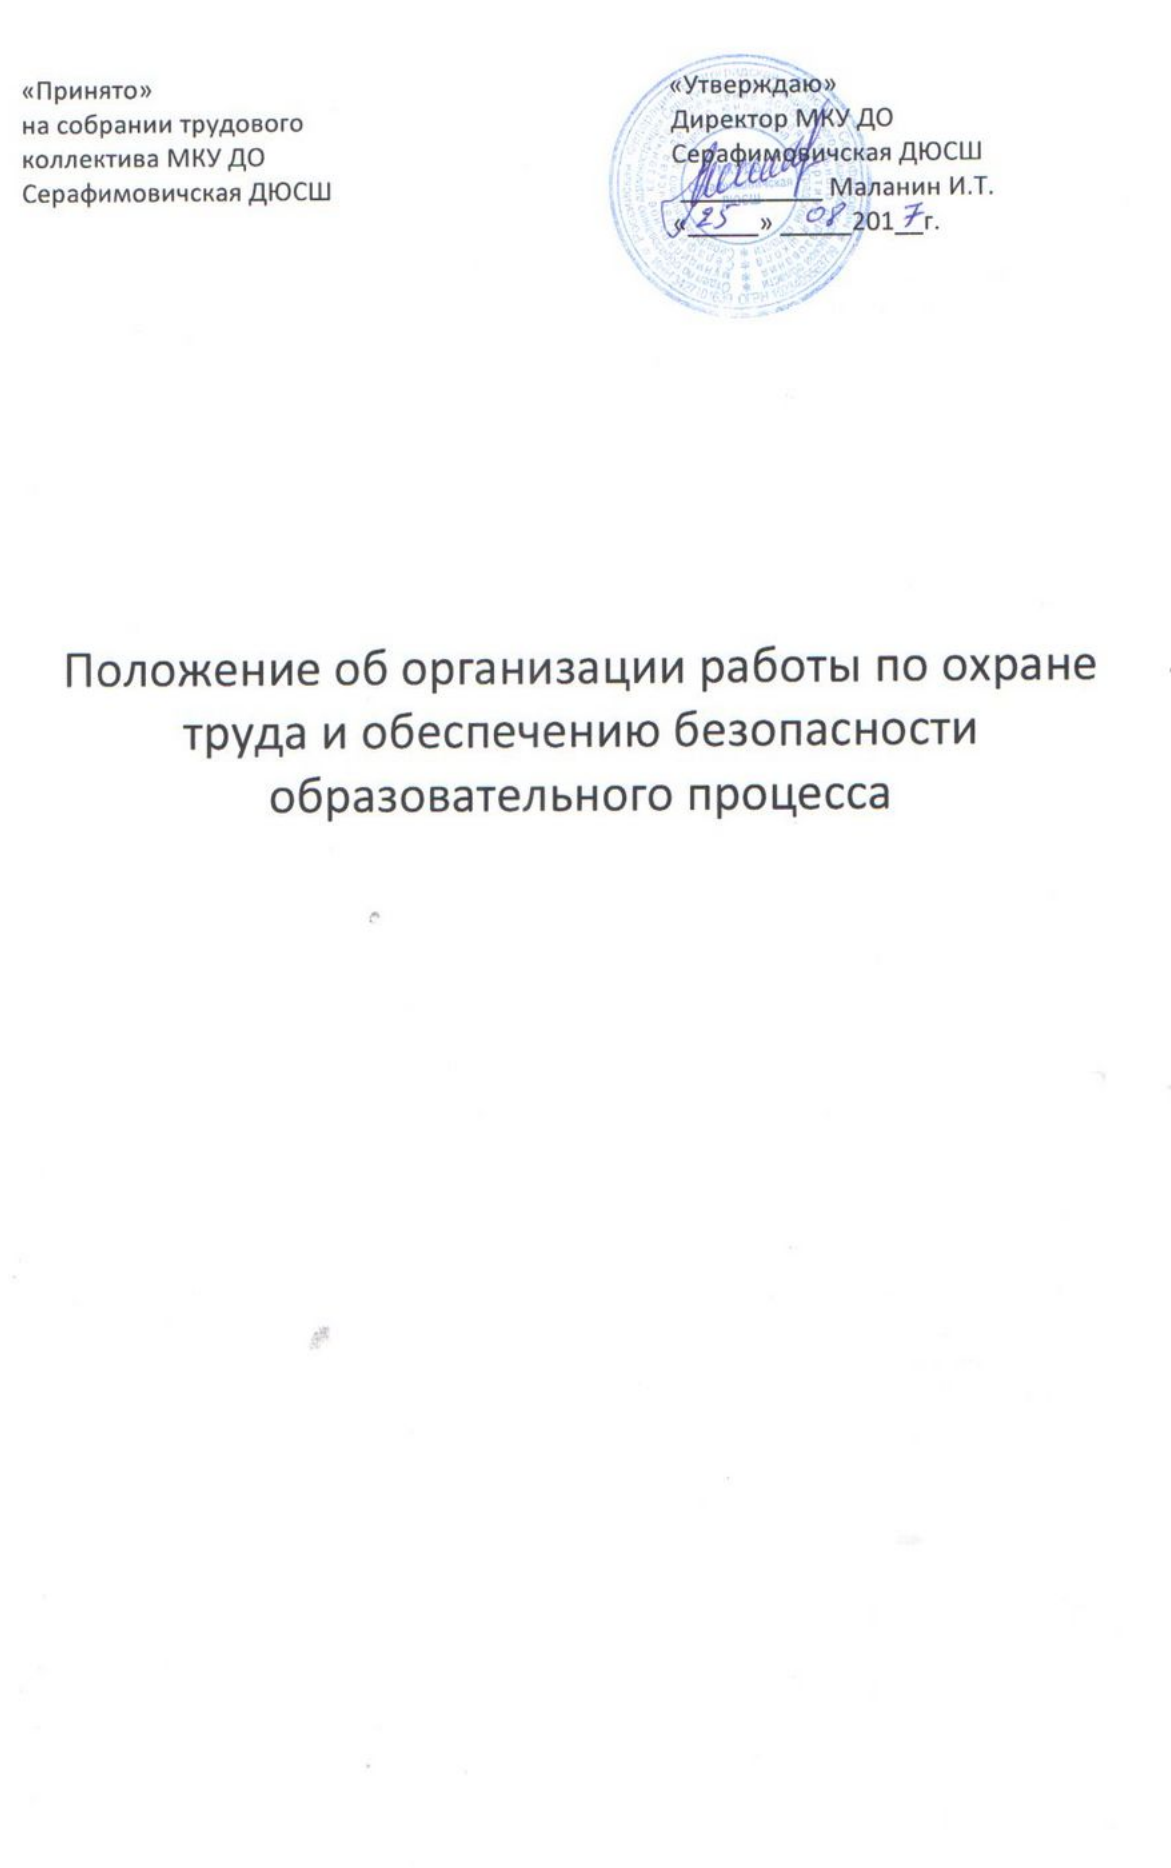 «Принято»
на собрании трудового
коллектива МКУ ДО
Серафимовичская ДЮСШ
«Утверждаю»
Директор МКУ ДО
Серафимовичская ДЮСШ
____________ Маланин И.Т.
«25» 08 2017г.
Положение об организации работы по охране
труда и обеспечению безопасности
образовательного процесса